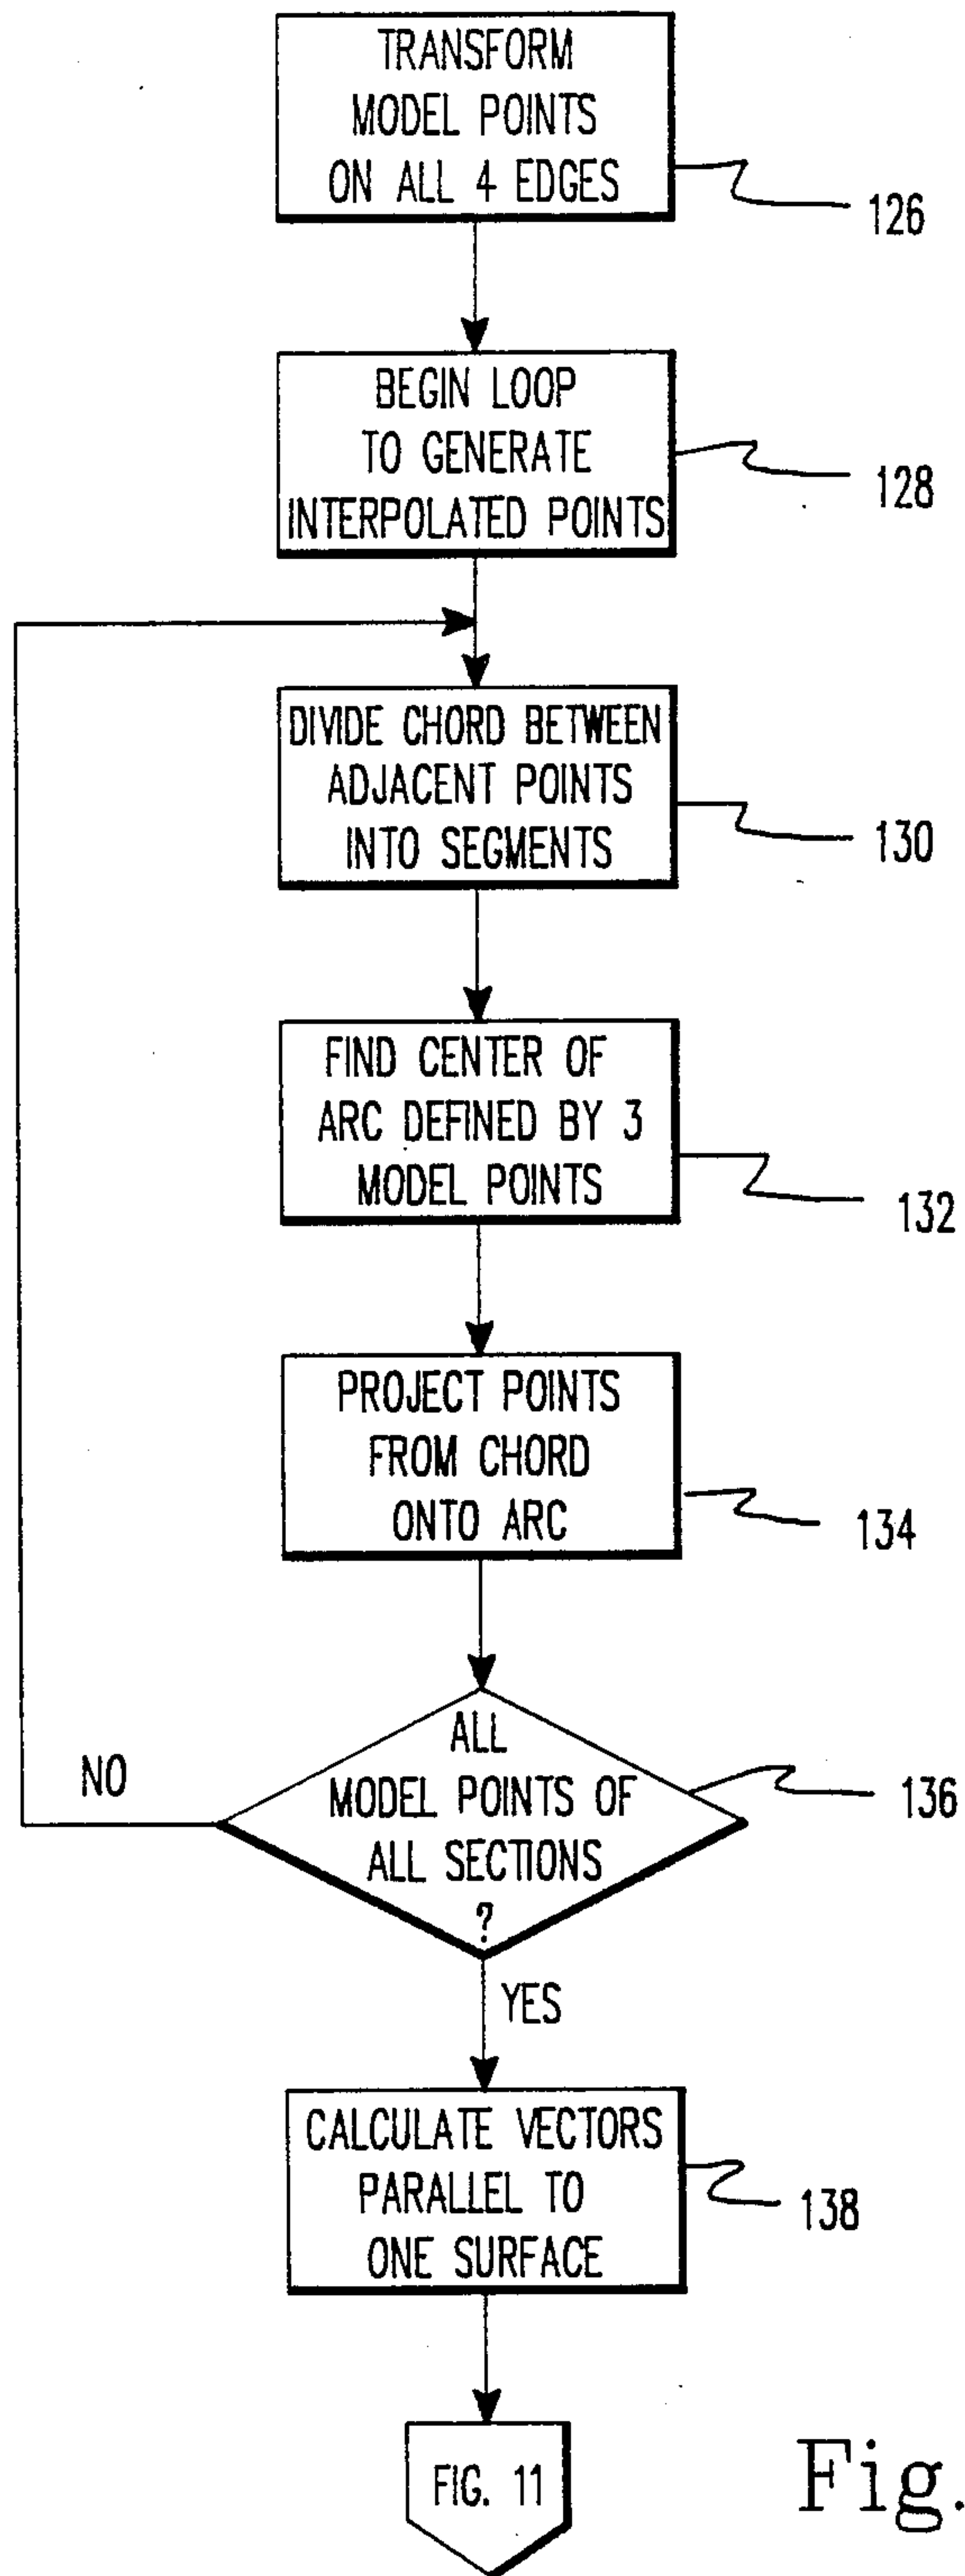 TRANSFORM
MODEL POINTS
ON ALL 4 EDGES
126
BEGIN LOOP
TO GENERATE
INTERPOLATED POINTS
128
DIVIDE CHORD BETWEEN
ADJACENT POINTS
INTO SEGMENTS
130
FIND CENTER OF
ARC DEFINED BY 3
MODEL POINTS
132
PROJECT POINTS
FROM CHORD
ONTO ARC
134
ALL
MODEL POINTS OF
ALL SECTIONS
?
136
NO
YES
CALCULATE VECTORS
PARALLEL TO
ONE SURFACE
138
FIG. 11
Fig.